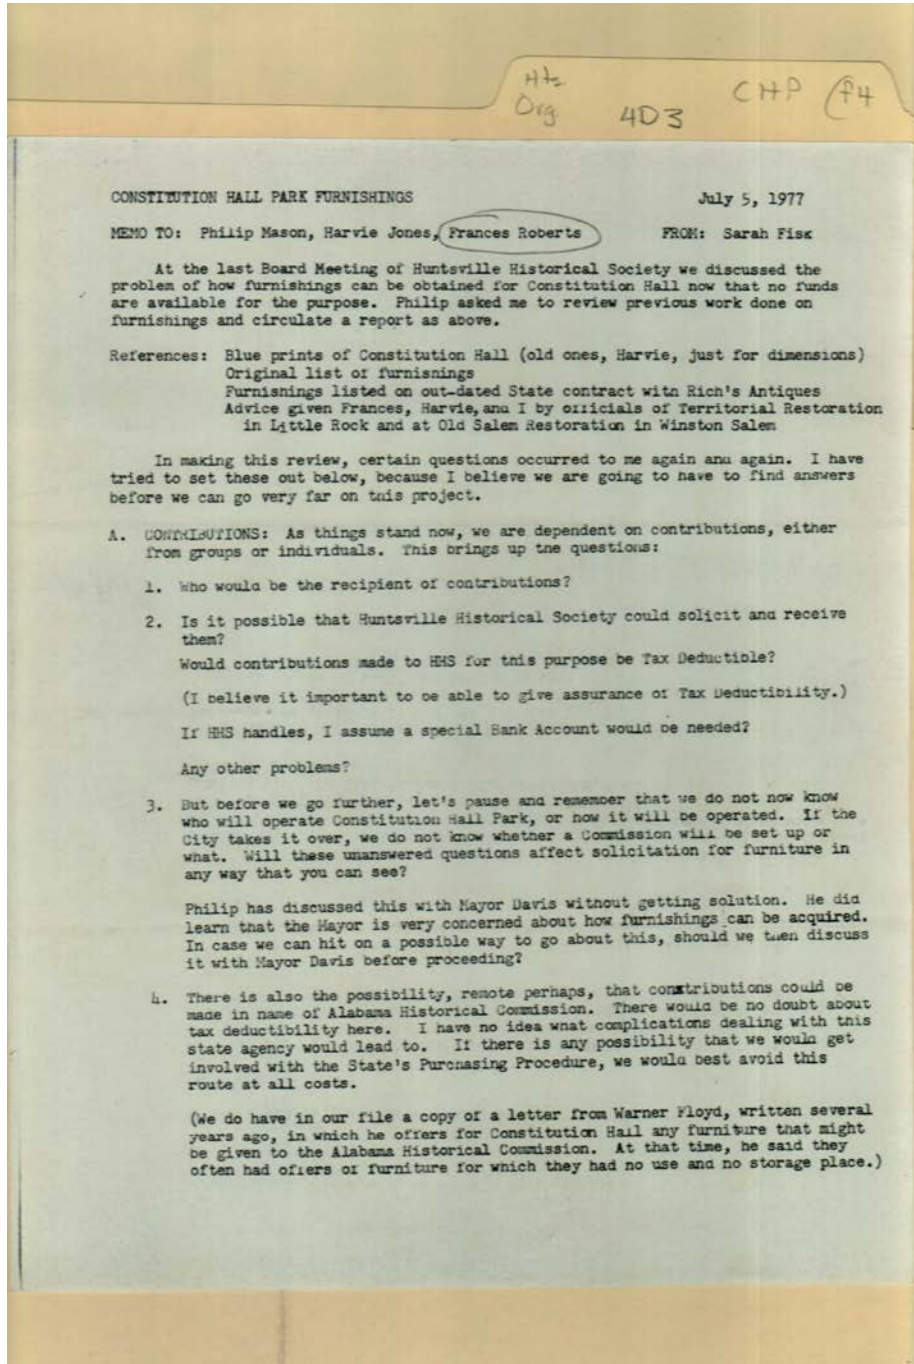 Hts. Org. 4D3 CHP P4
CONSTITUTION HALL PARK FURNISHINGS July 5, 1977
MEMO TO: Philip Mason, Harvie Jones, Frances Roberts FROM: Sarah Fisk
At the last Board Meeting of Huntsville Historical Society we discussed the
problem of how furnishings can be obtained for Constitution Hall now that no funds
are available for the purpose. Philip asked me to review previous work done on
furnishings and circulate a report as above.
References: Blue prints of Constitution Hall (old ones, Harvie, just for dimensions)
Original list of furnishings
Furnishings listed on out-dated State contract with Rich's Antiques
Advice given Frances, Harvie, and I by officials of Territorial Restoration
in Little Rock and at Old Salem Restoration in Winston Salem
In making this review, certain questions occurred to me again and again. I have
tried to set these out below, because I believe we are going to have to find answers
before we can go very far on this project.
A. CONTRIBUTIONS: As things stand now, we are dependent on contributions, either
from groups or individuals. This brings up the questions:
1. Who would be the recipient of contributions?
2. Is it possible that Huntsville Historical Society could solicit and receive
them?
Would contributions made to HHS for this purpose be Tax Deductible?
(I believe it important to be able to give assurance of Tax Deductibility.)
If HHS handles, I assume a special Bank Account would be needed?
Any other problems?
3. But before we go further, let's pause and remember that we do not now know
who will operate Constitution Hall Park, or how it will be operated. If the
City takes it over, we do not know whether a Commission will be set up or
what. Will these unanswered questions affect solicitation for furniture in
any way that you can see?
Philip has discussed this with Mayor Davis without getting solution. He did
learn that the Mayor is very concerned about how furnishings can be acquired.
In case we can hit on a possible way to go about this, should we then discuss
it with Mayor Davis before proceeding?
4. There is also the possibility, remote perhaps, that constributions could be
made in name of Alabama Historical Commission. There would be no doubt about
tax deductibility here. I have no idea what complications dealing with this
state agency would lead to. If there is any possibility that we would get
involved with the State's Purchasing Procedure, we would best avoid this
route at all costs.
(We do have in our file a copy of a letter from Warner Floyd, written several
years ago, in which he offers for Constitution Hall any furniture that might
be given to the Alabama Historical Commission. At that time, he said they
often had offers of furniture for which they had no use and no storage place.)